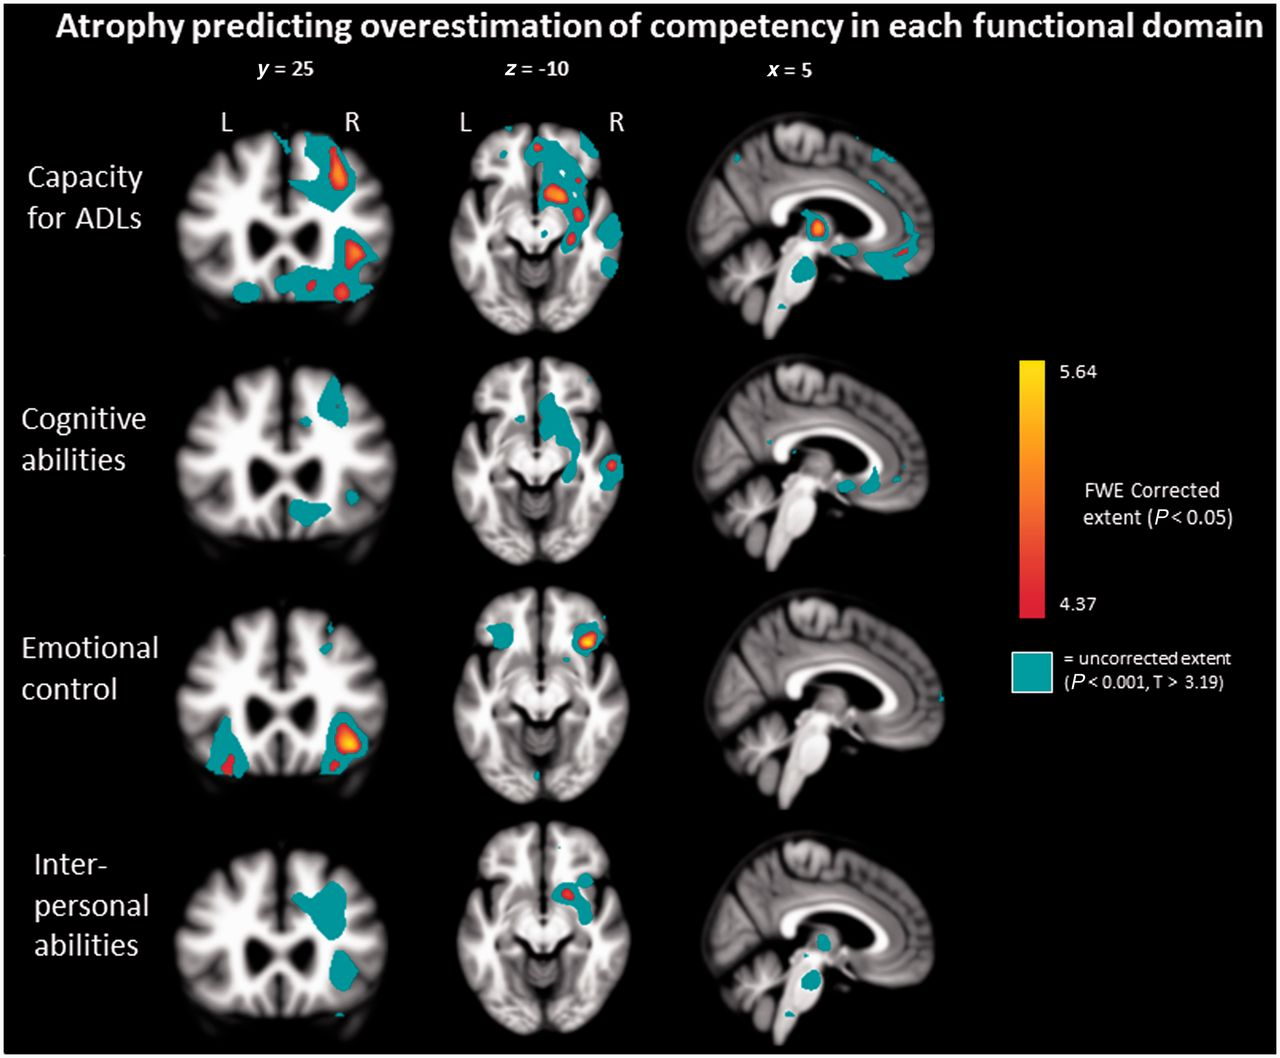 Atrophy predicting overestimation of competency in each functional domain
y = 25
z = -10
x = 5
L
R
L
R
Capacity
for ADLs
Cognitive
abilities
5.64
FWE Corrected
extent (P < 0.05)
4.37
Emotional
control
= uncorrected extent
(P < 0.001, T > 3.19)
Inter-
personal
abilities